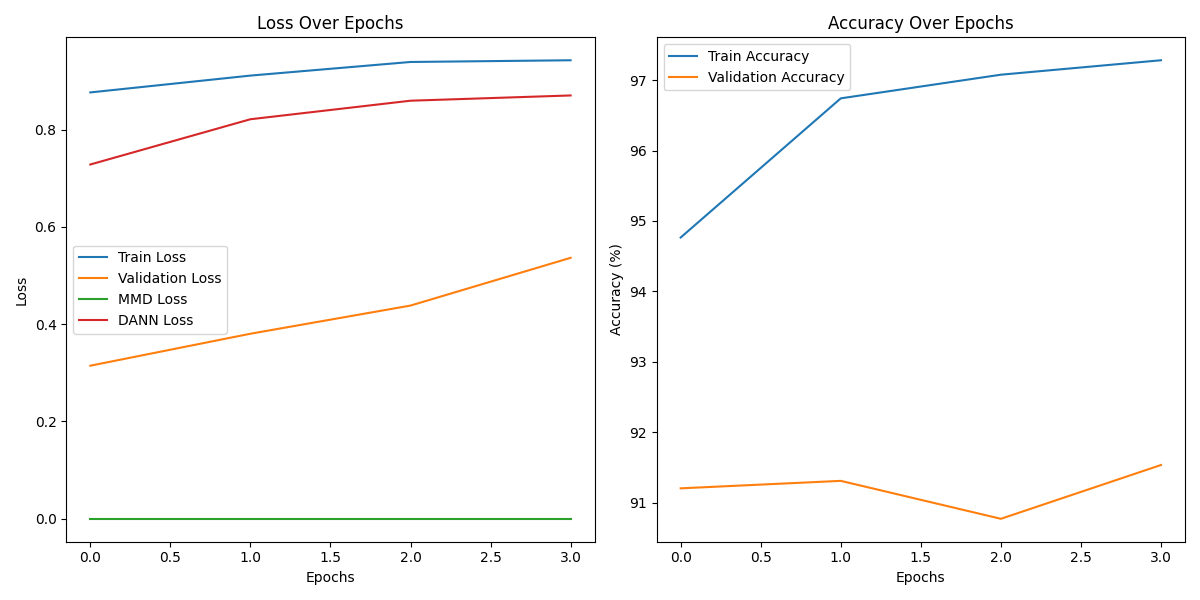 Loss Over Epochs
Loss
0.8
0.6
0.4
0.2
0.0
Train Loss
Validation Loss
MMD Loss
DANN Loss
0.0 0.5 1.0 1.5 2.0 2.5 3.0
Epochs
Accuracy Over Epochs
Accuracy (%)
97
96
95
94
93
92
91
Train Accuracy
Validation Accuracy
0.0 0.5 1.0 1.5 2.0 2.5 3.0
Epochs